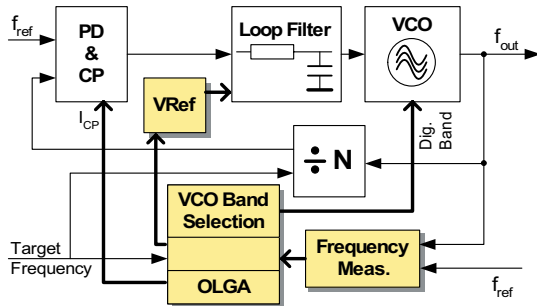 f_ref
PD
&
CP
Loop Filter
VCO
f_out
I_CP
VRef
Dig.
Band
÷ N
VCO Band
Selection
Target
Frequency
OLGA
Frequency
Meas.
f_ref